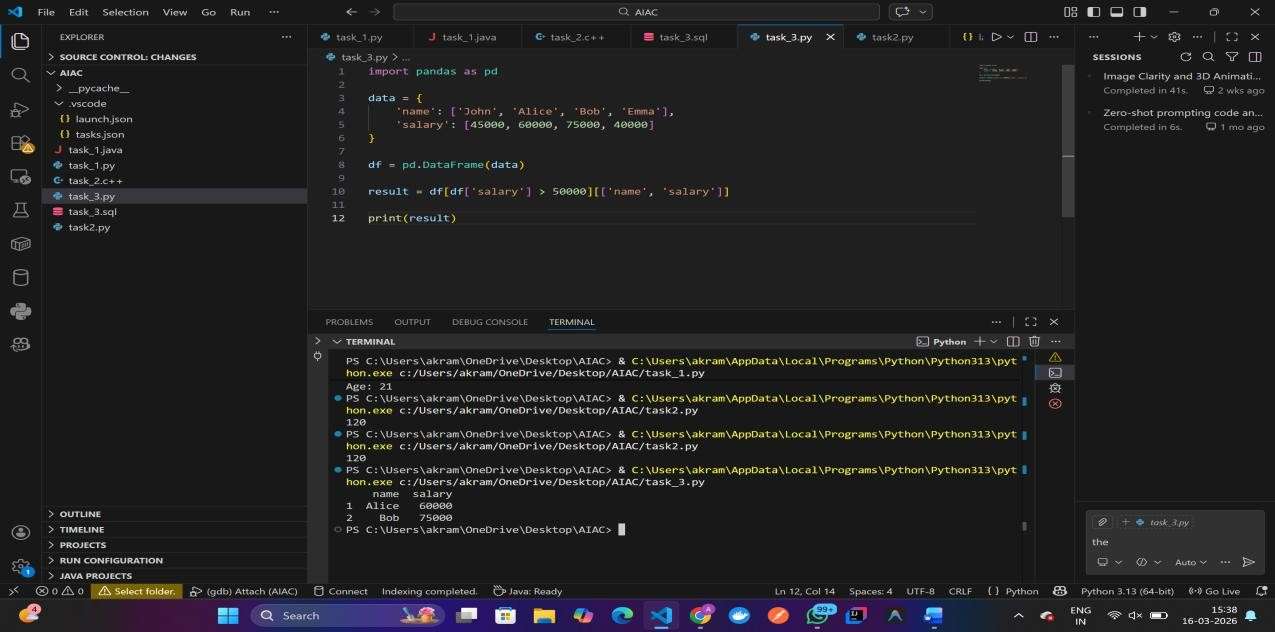 File Edit Selection View Go Run ···
AIAC
EXPLORER ···
SOURCE CONTROL: CHANGES
AIAC
__pycache__
.vscode
launch.json
tasks.json
task_1.java
task_1.py
task_2.c++
task_3.py
task_3.sql
task2.py
OUTLINE
TIMELINE
PROJECTS
RUN CONFIGURATION
JAVA PROJECTS
task_1.py task_1.java task_2.c++ task_3.sql task_3.py task2.py
task_3.py > ...
1 import pandas as pd
2
3 data = {
4 'name': ['John', 'Alice', 'Bob', 'Emma'],
5 'salary': [45000, 60000, 75000, 40000]
6 }
7
8 df = pd.DataFrame(data)
9
10 result = df[df['salary'] > 50000][['name', 'salary']]
11
12 print(result)
PROBLEMS OUTPUT DEBUG CONSOLE TERMINAL
TERMINAL
Python
PS C:\Users\akram\OneDrive\Desktop\AIAC> & C:\Users\akram\AppData\Local\Programs\Python\Python313\pyt
hon.exe c:/Users/akram/OneDrive/Desktop/AIAC/task_1.py
Age: 21
PS C:\Users\akram\OneDrive\Desktop\AIAC> & C:\Users\akram\AppData\Local\Programs\Python\Python313\pyt
hon.exe c:/Users/akram/OneDrive/Desktop/AIAC/task2.py
120
PS C:\Users\akram\OneDrive\Desktop\AIAC> & C:\Users\akram\AppData\Local\Programs\Python\Python313\pyt
hon.exe c:/Users/akram/OneDrive/Desktop/AIAC/task2.py
120
PS C:\Users\akram\OneDrive\Desktop\AIAC> & C:\Users\akram\AppData\Local\Programs\Python\Python313\pyt
hon.exe c:/Users/akram/OneDrive/Desktop/AIAC/task_3.py
name salary
1 Alice 60000
2 Bob 75000
PS C:\Users\akram\OneDrive\Desktop\AIAC>
SESSIONS
Image Clarity and 3D Animati...
Completed in 41s. 2 wks ago
Zero-shot prompting code an...
Completed in 6s. 1 mo ago
task_3.py
the
Auto
0 0 Select folder. (gdb) Attach (AIAC) Connect Indexing completed. Java: Ready Ln 12, Col 14 Spaces: 4 UTF-8 CRLF { } Python Python 3.13 (64-bit) Go Live
4 Search 99+ ENG 15:38
IN 16-03-2026